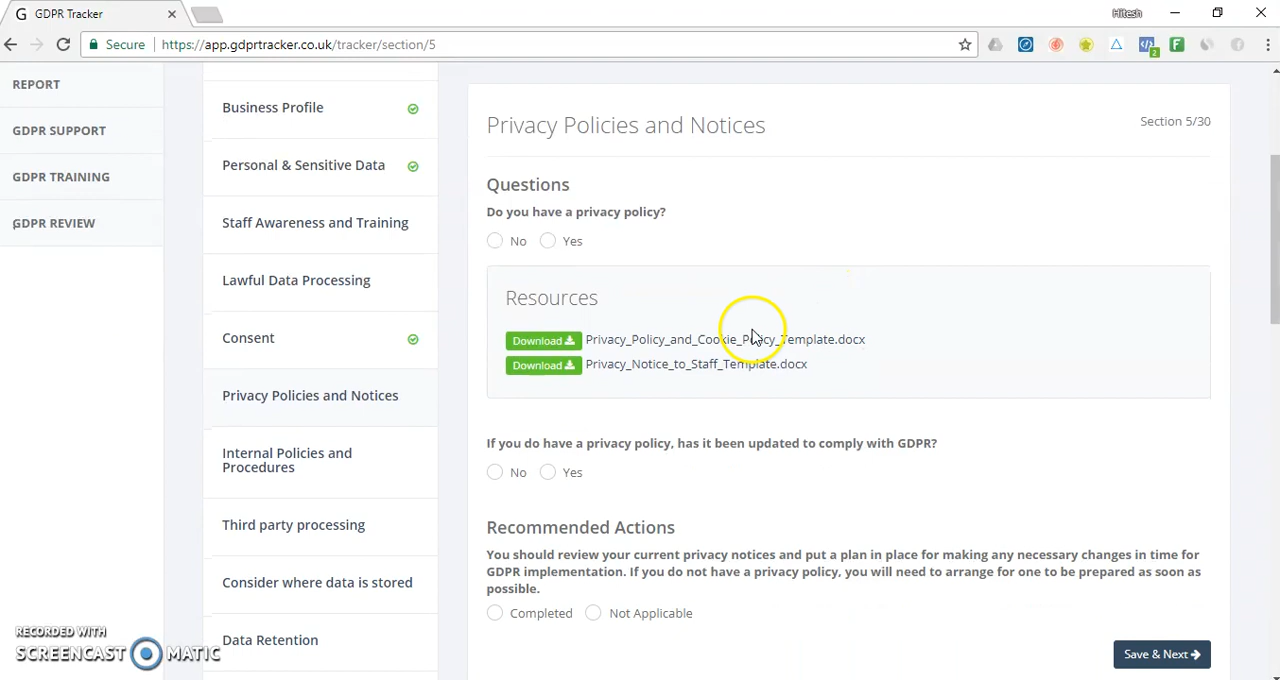 G GDPR Tracker
Hitesh
Secure https://app.gdprtracker.co.uk/tracker/section/5
2
F
REPORT
GDPR SUPPORT
GDPR TRAINING
GDPR REVIEW
Business Profile
Personal & Sensitive Data
Staff Awareness and Training
Lawful Data Processing
Consent
Privacy Policies and Notices
Internal Policies and
Procedures
Third party processing
Consider where data is stored
Data Retention
Privacy Policies and Notices
Section 5/30
Questions
Do you have a privacy policy?
No Yes
Resources
Download Privacy_Policy_and_Cookie_Policy_Template.docx
Download Privacy_Notice_to_Staff_Template.docx
If you do have a privacy policy, has it been updated to comply with GDPR?
No Yes
Recommended Actions
You should review your current privacy notices and put a plan in place for making any necessary changes in time for
GDPR implementation. If you do not have a privacy policy, you will need to arrange for one to be prepared as soon as
possible.
Completed Not Applicable
Save & Next
RECORDED WITH
SCREENCAST MATIC